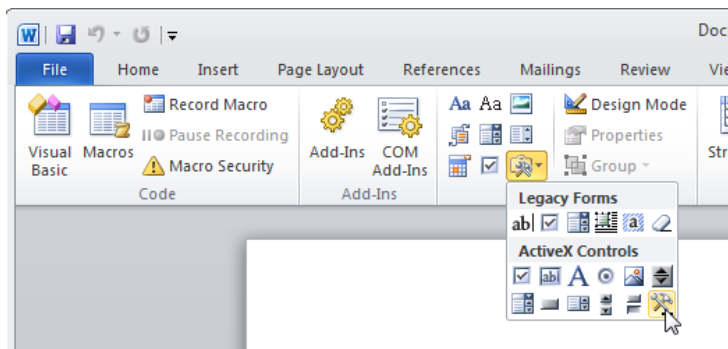 W
Doc
File Home Insert Page Layout References Mailings Review Vie
Record Macro
Pause Recording
Macro Security
Visual Basic
Macros
Code
Add-Ins
COM Add-Ins
Add-Ins
Aa Aa
Design Mode
Properties
Group
Str
Legacy Forms
ab|
a
ActiveX Controls
ab|
A